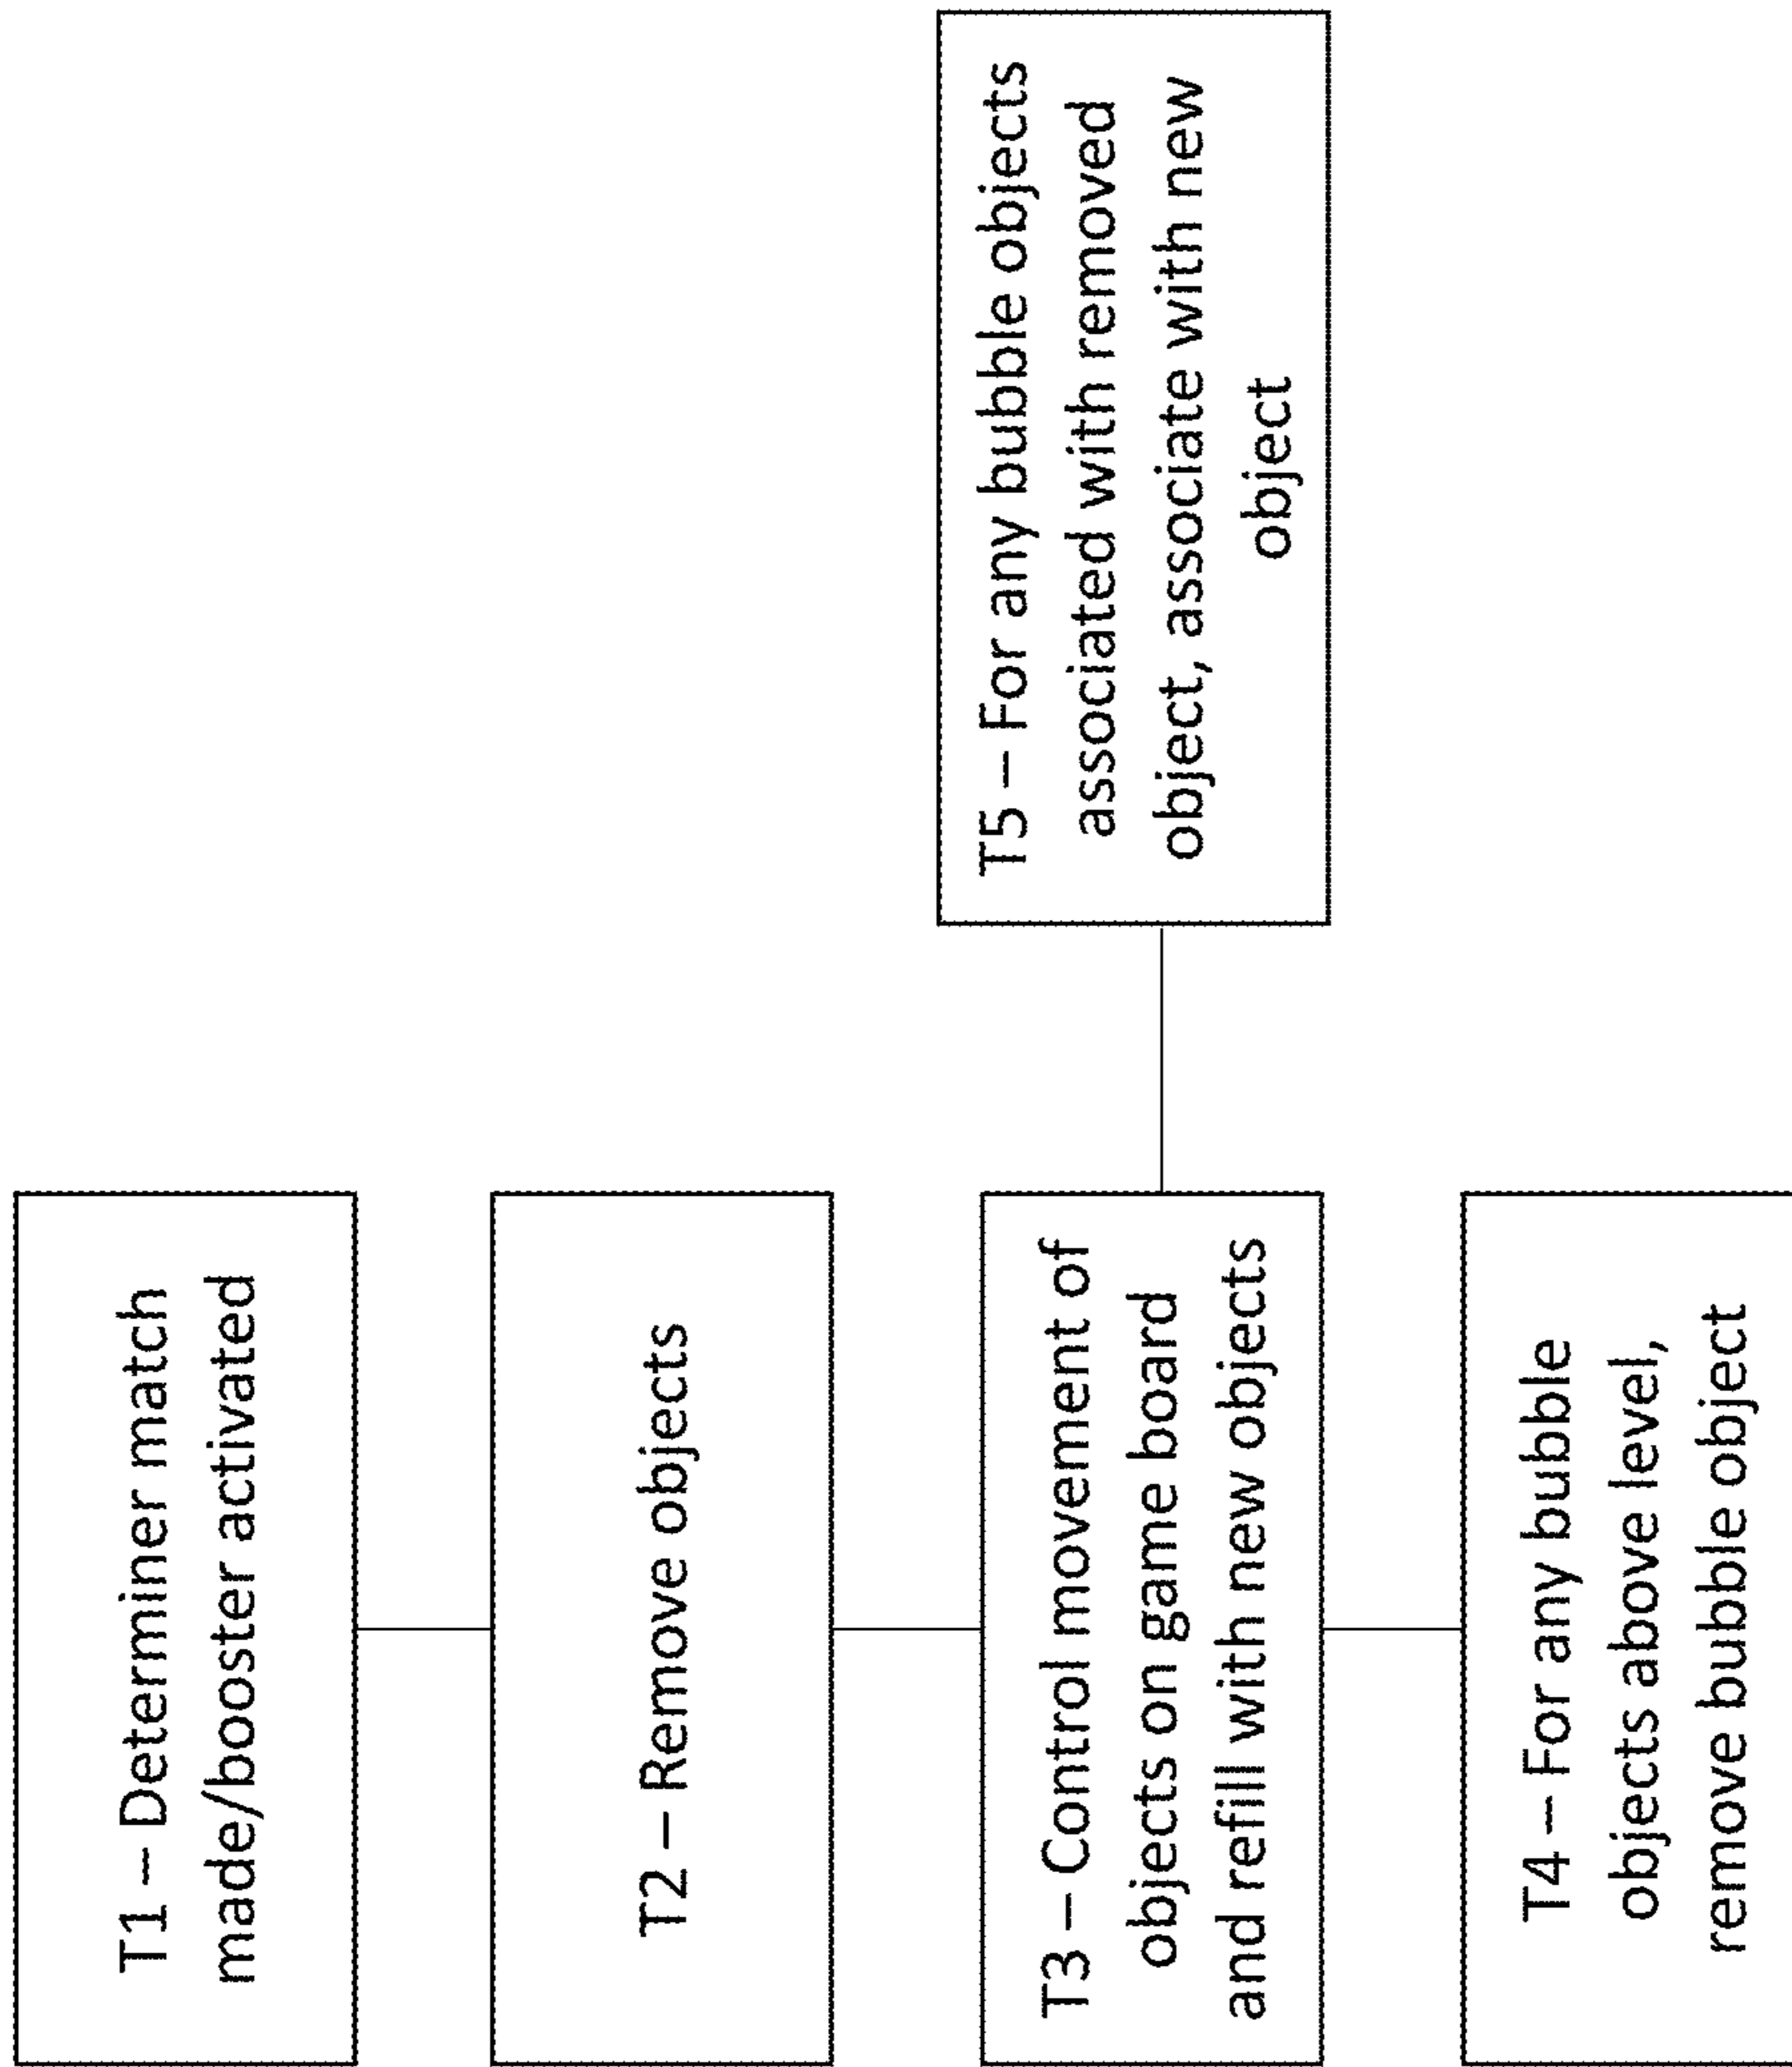 T1 – Determiner match
made/booster activated
T2 – Remove objects
T3 – Control movement of
objects on game board
and refill with new objects
T4 – For any bubble
objects above level,
remove bubble object
T5 – For any bubble objects
associated with removed
object, associate with new
object